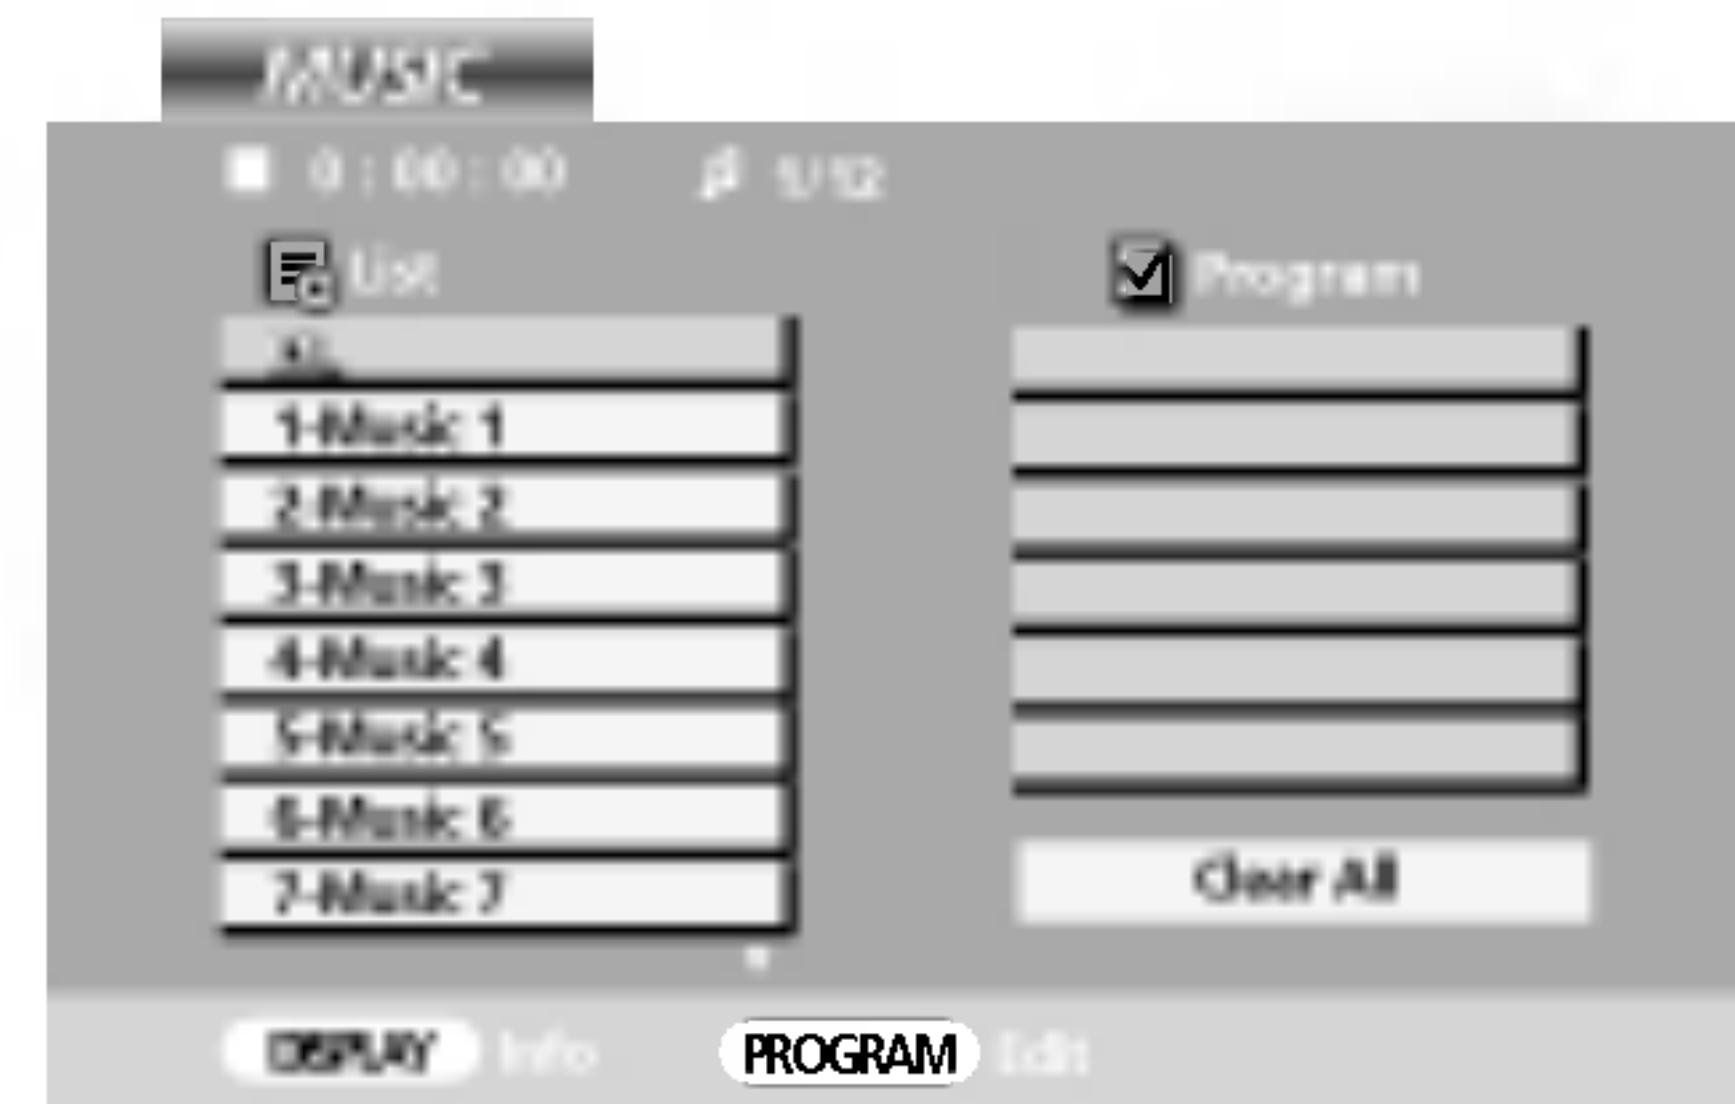 MUSIC
0 : 00 : 00 1/12
List
Program
1-Music 1
2-Music 2
3-Music 3
4-Music 4
5-Music 5
6-Music 6
7-Music 7
Clear All
DISPLAY Info PROGRAM Edit